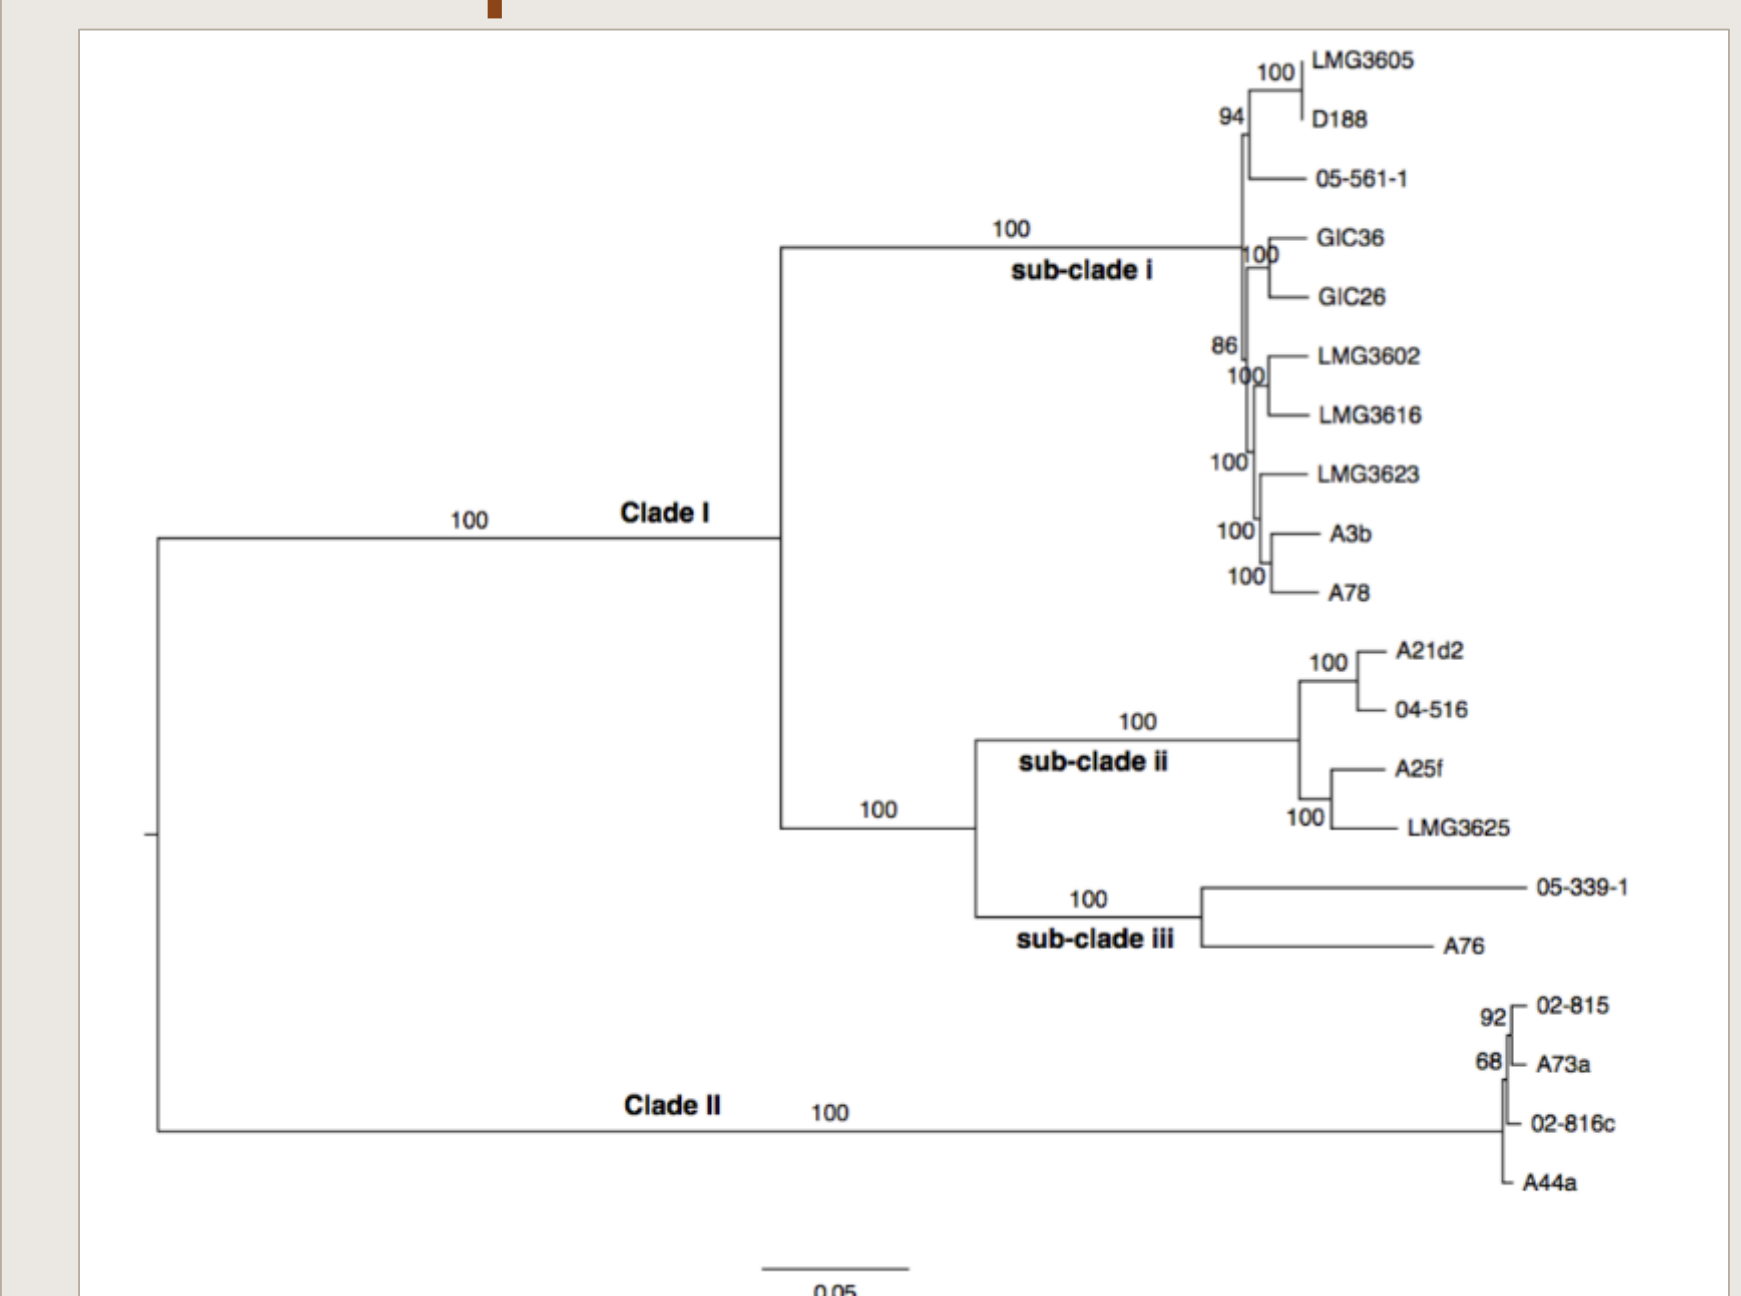 LMG3605
100
D188
94
05-561-1
100
GIC36
100
sub-clade i
GIC26
86
LMG3602
100
LMG3616
100
LMG3623
Clade I
100
100
A3b
100
A78
A21d2
100
04-516
100
sub-clade ii
A25f
100
100
LMG3625
05-339-1
100
sub-clade iii
A76
02-815
92
68
A73a
Clade II
100
02-816c
A44a
0.05